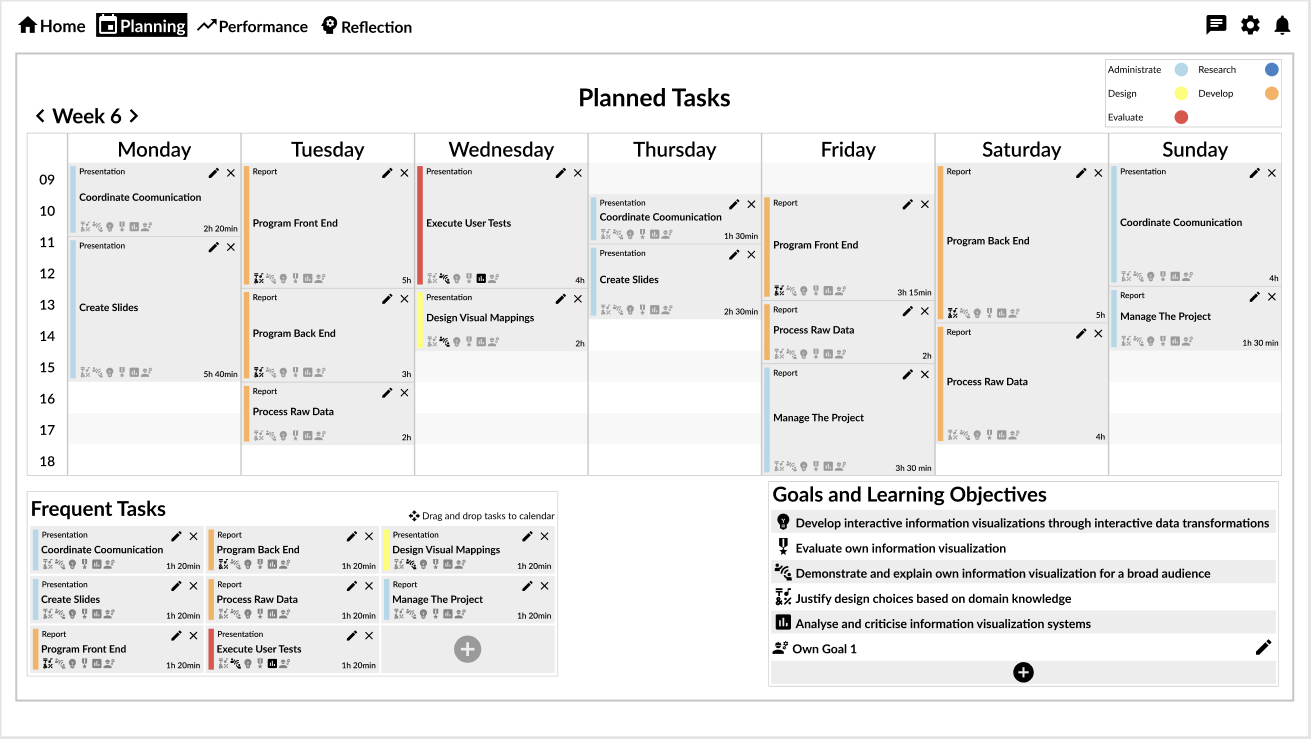 Home Planning Performance Reflection
Administrate Research
Design Develop
Evaluate
Planned Tasks
< Week 6 >
Monday Tuesday Wednesday Thursday Friday Saturday Sunday
09
10
11
12
13
14
15
16
17
18
Presentation
Coordinate Coomunication
2h 20min
Presentation
Create Slides
5h 40min
Report
Program Front End
5h
Report
Program Back End
3h
Report
Process Raw Data
2h
Presentation
Execute User Tests
4h
Presentation
Design Visual Mappings
2h
Presentation
Coordinate Coomunication
1h 30min
Presentation
Create Slides
2h 30min
Report
Program Front End
3h 15min
Report
Process Raw Data
2h
Report
Manage The Project
3h 30 min
Report
Program Back End
5h
Report
Process Raw Data
4h
Presentation
Coordinate Coomunication
4h
Report
Manage The Project
1h 30 min
Frequent Tasks
Drag and drop tasks to calendar
Presentation
Coordinate Coomunication
1h 20min
Report
Program Back End
1h 20min
Presentation
Design Visual Mappings
1h 20min
Presentation
Create Slides
1h 20min
Report
Process Raw Data
1h 20min
Report
Manage The Project
1h 20min
Report
Program Front End
1h 20min
Presentation
Execute User Tests
1h 20min
Goals and Learning Objectives
Develop interactive information visualizations through interactive data transformations
Evaluate own information visualization
Demonstrate and explain own information visualization for a broad audience
Justify design choices based on domain knowledge
Analyse and criticise information visualization systems
Own Goal 1